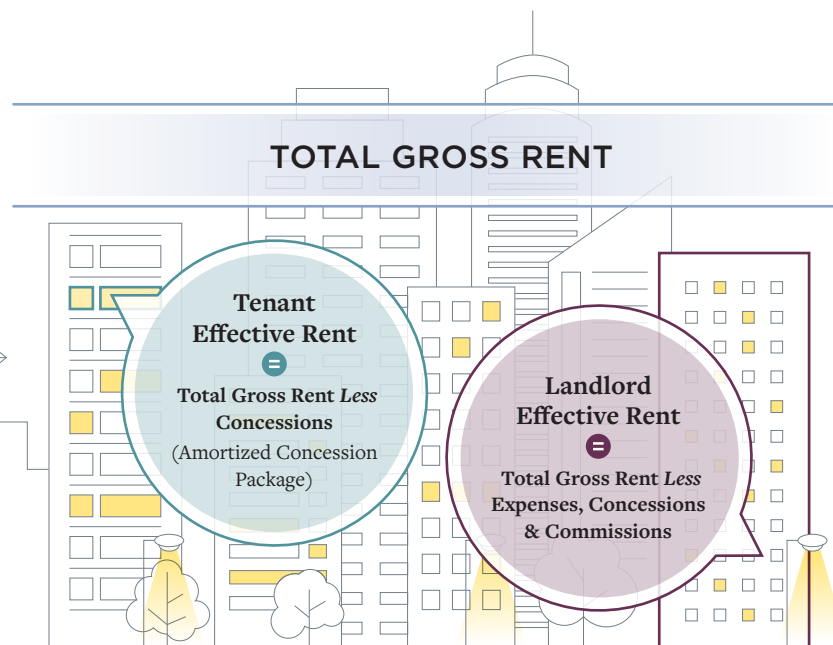 TOTAL GROSS RENT
Tenant
Effective Rent
=
Total Gross Rent Less
Concessions
(Amortized Concession
Package)
Landlord
Effective Rent
=
Total Gross Rent Less
Expenses, Concessions
& Commissions